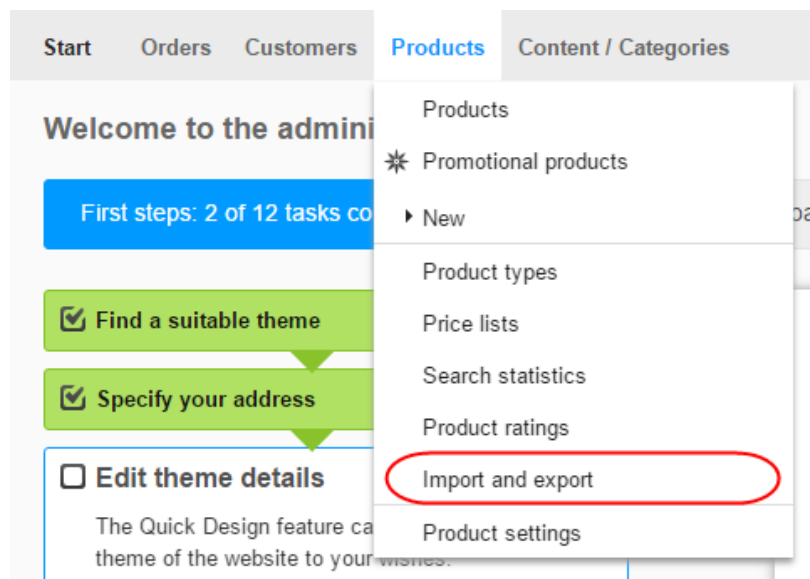 Start Orders Customers Products Content / Categories
Welcome to the admini
First steps: 2 of 12 tasks co
Find a suitable theme
Specify your address
Edit theme details
The Quick Design feature ca
theme of the website to your wishes.
Products
Promotional products
New
Product types
Price lists
Search statistics
Product ratings
Import and export
Product settings